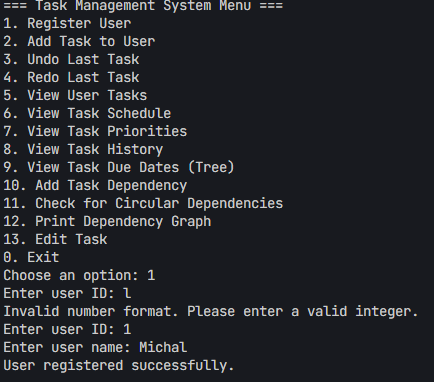 === Task Management System Menu ===
1. Register User
2. Add Task to User
3. Undo Last Task
4. Redo Last Task
5. View User Tasks
6. View Task Schedule
7. View Task Priorities
8. View Task History
9. View Task Due Dates (Tree)
10. Add Task Dependency
11. Check for Circular Dependencies
12. Print Dependency Graph
13. Edit Task
0. Exit
Choose an option: 1
Enter user ID: l
Invalid number format. Please enter a valid integer.
Enter user ID: 1
Enter user name: Michal
User registered successfully.